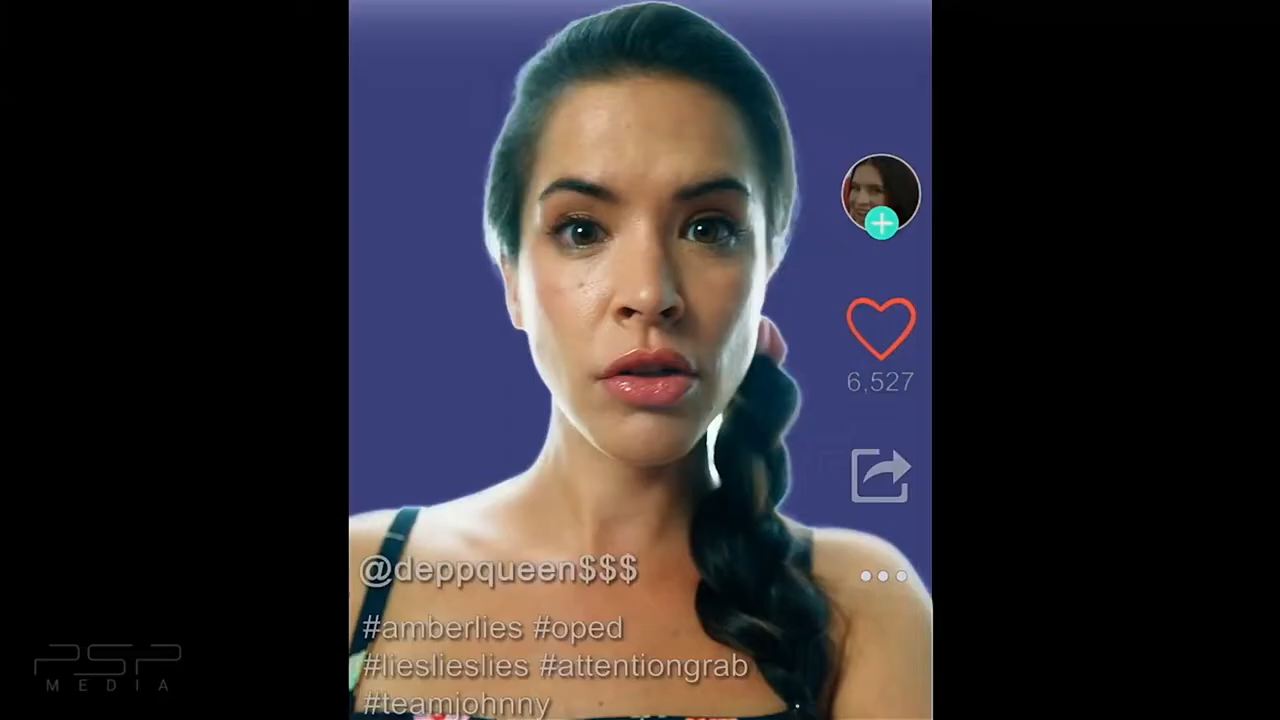 6,527
@deppqueen$$$
#amberlies #oped
#lieslieslies #attentiongrab
#teamjohnny
PSP
MEDIA